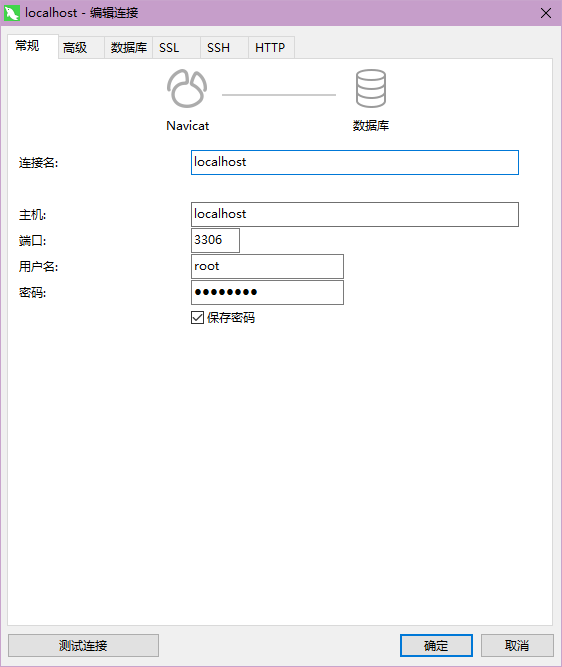 localhost - 编辑连接
常规 高级 数据库 SSL SSH HTTP
Navicat 数据库
连接名: localhost
主机: localhost
端口: 3306
用户名: root
密码: ●●●●●●●●
保存密码
测试连接 确定 取消